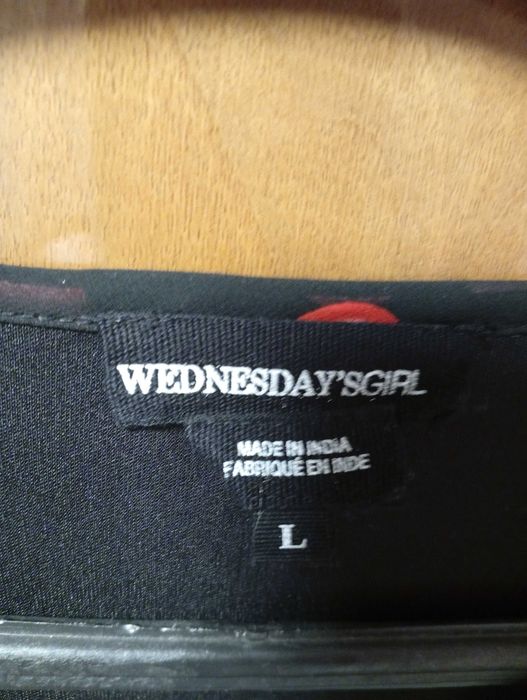 WEDNESDAY'SGIRL
MADE IN INDIA
FABRIQUÉ EN INDE
L